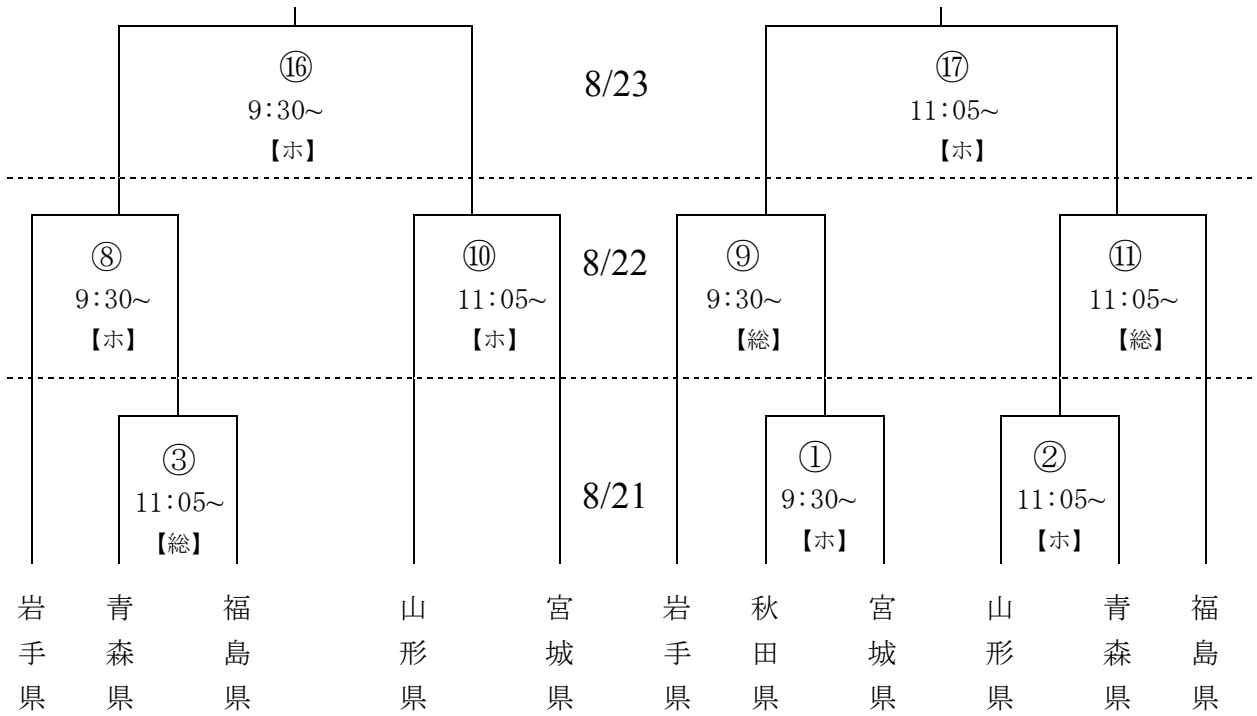 ⑯
9:30~
【ホ】
8/23
⑰
11:05~
【ホ】
⑧
9:30~
【ホ】
⑩
11:05~
【ホ】
8/22
⑨
9:30~
【総】
⑪
11:05~
【総】
③
11:05~
【総】
8/21
①
9:30~
【ホ】
②
11:05~
【ホ】
岩手県
青森県
福島県
山形県
宮城県
岩手県
秋田県
宮城県
山形県
青森県
福島県